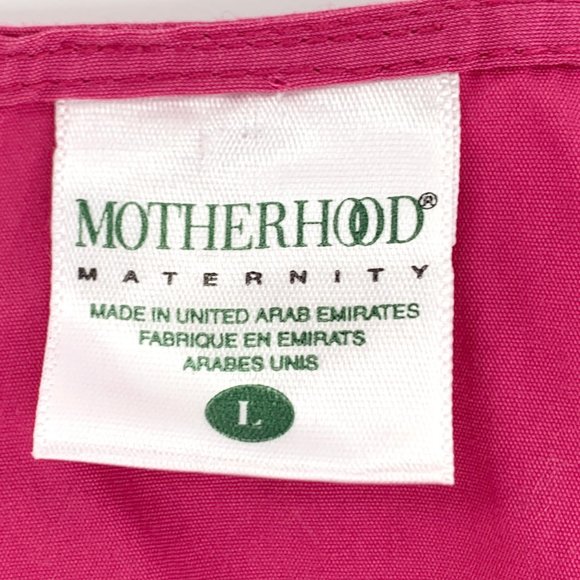 MOTHERHOOD®
MATERNITY
MADE IN UNITED ARAB EMIRATES
FABRIQUE EN EMIRATS
ARABES UNIS
L